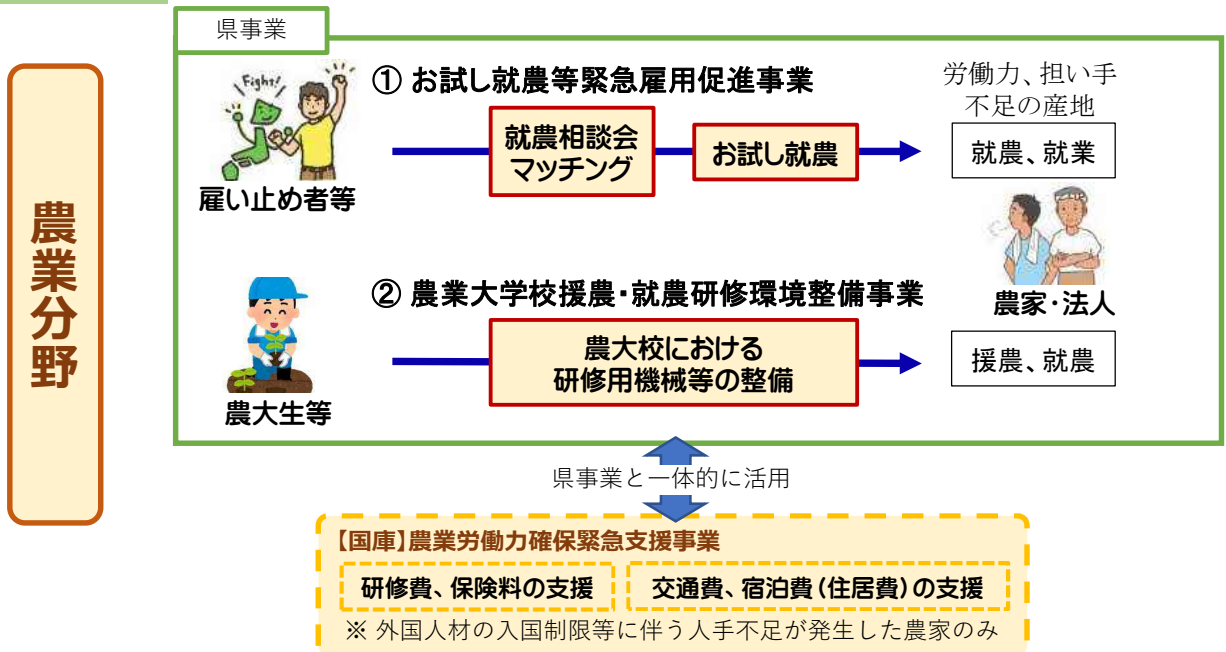 県事業
農業分野
Fight!
① お試し就農等緊急雇用促進事業
就農相談会
マッチング
お試し就農
労働力、担い手
不足の産地
就農、就業
雇い止め者等
農家・法人
② 農業大学校援農・就農研修環境整備事業
農大校における
研修用機械等の整備
援農、就農
農大生等
県事業と一体的に活用
【国庫】農業労働力確保緊急支援事業
研修費、保険料の支援
交通費、宿泊費(住居費)の支援
※ 外国人材の入国制限等に伴う人手不足が発生した農家のみ